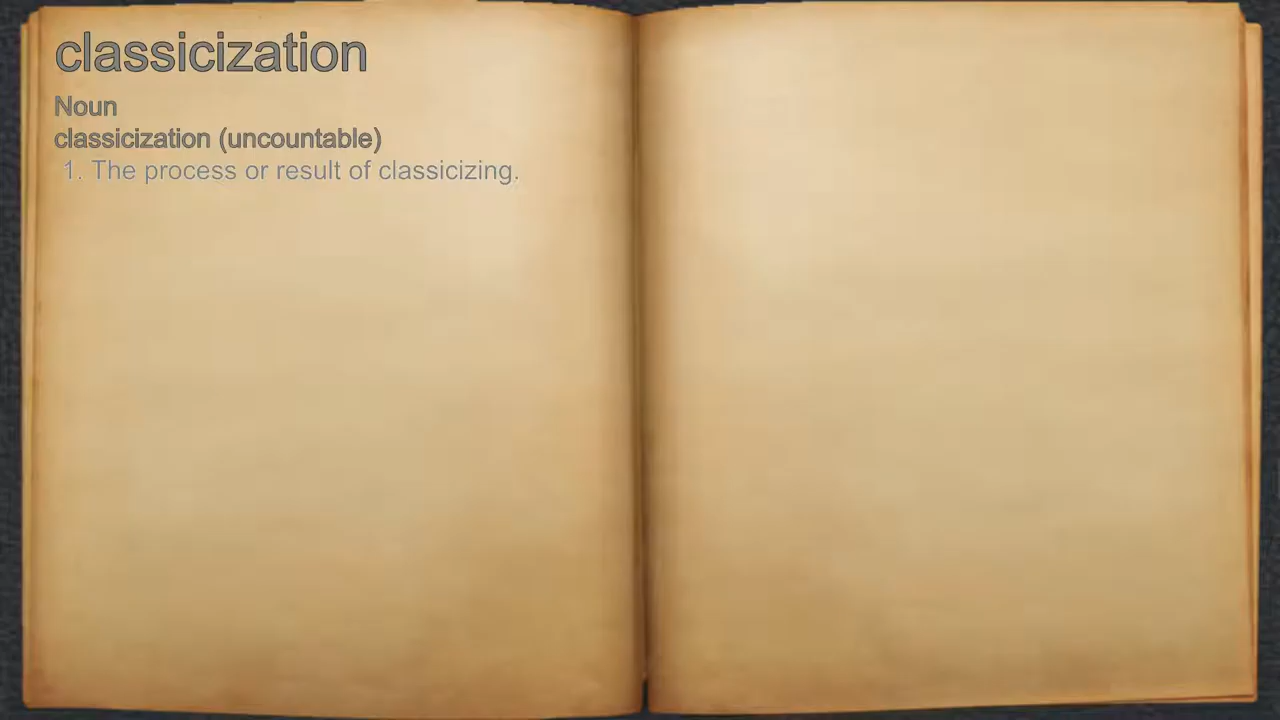 classicization
Noun
classicization (uncountable)
1. The process or result of classicizing.